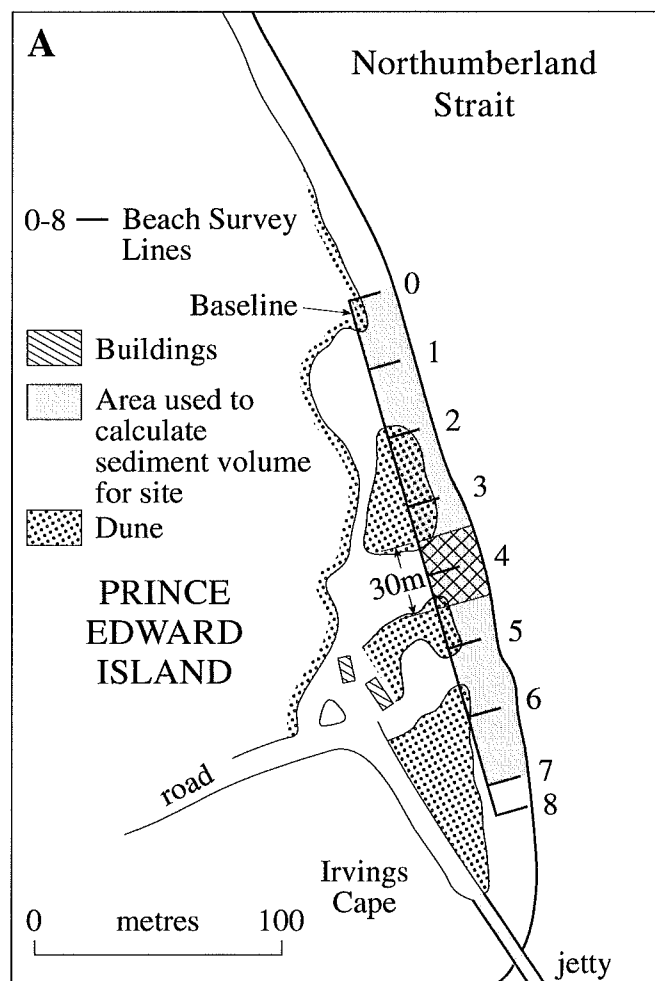 A
Northumberland
Strait
0-8 — Beach Survey
Lines
Baseline
Buildings
Area used to
calculate
sediment volume
for site
Dune
PRINCE
EDWARD
ISLAND
0
1
2
3
4
30m
5
6
7
8
road
Irvings
Cape
0 metres 100
jetty